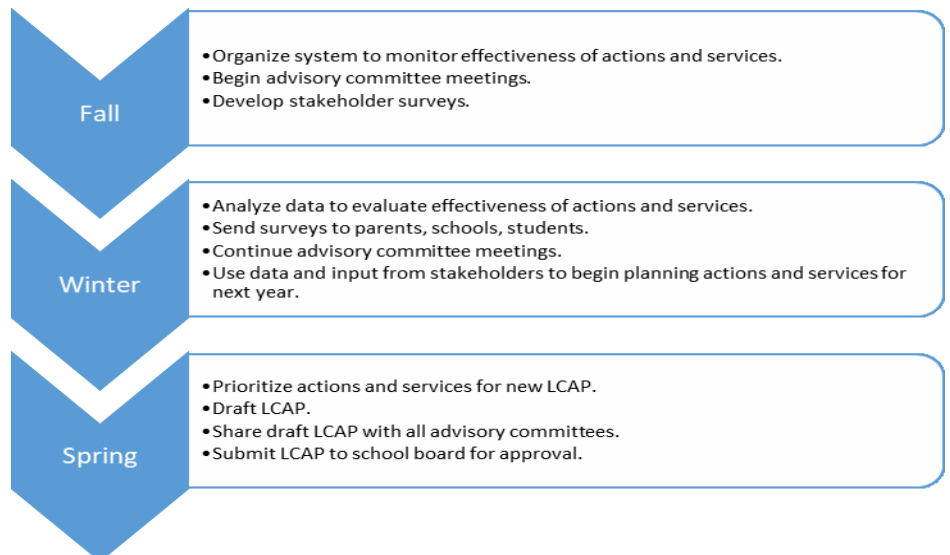 Fall
•Organize system to monitor effectiveness of actions and services.
•Begin advisory committee meetings.
•Develop stakeholder surveys.
Winter
•Analyze data to evaluate effectiveness of actions and services.
•Send surveys to parents, schools, students.
•Continue advisory committee meetings.
•Use data and input from stakeholders to begin planning actions and services for
next year.
Spring
•Prioritize actions and services for new LCAP.
•Draft LCAP.
•Share draft LCAP with all advisory committees.
•Submit LCAP to school board for approval.